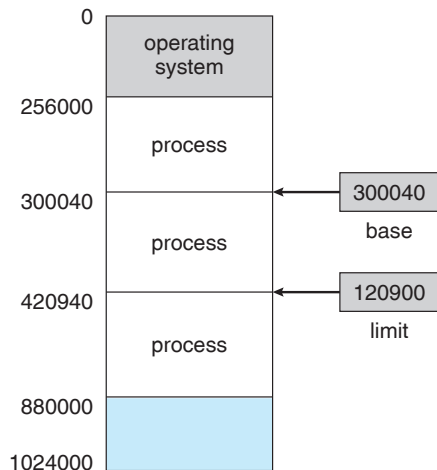 0
operating
system
256000
process
300040
300040
base
process
420940
120900
limit
process
880000
1024000